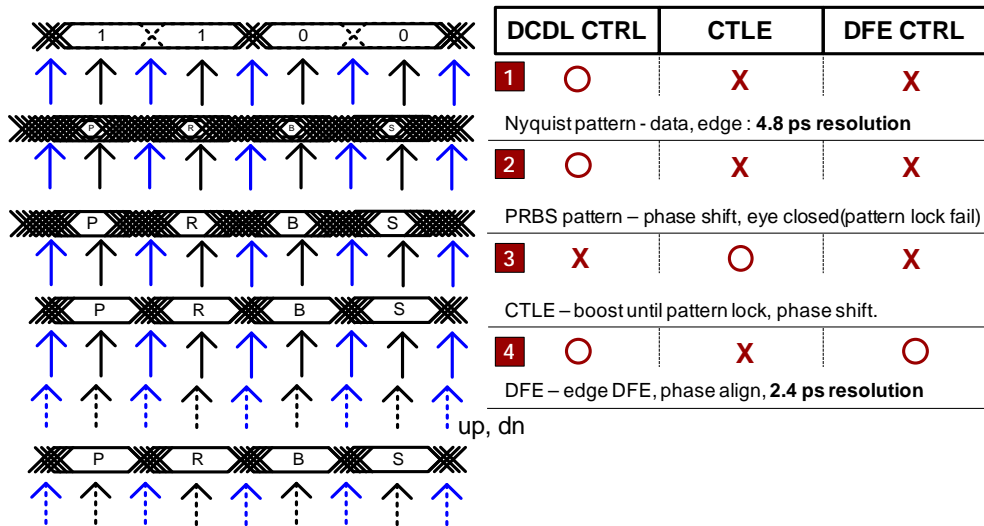 1 1 0 0
P R B S
P R B S
P R B S
up, dn
P R B S
DCDL CTRL CTLE DFE CTRL
1 O X X
Nyquist pattern - data, edge : 4.8 ps resolution
2 O X X
PRBS pattern – phase shift, eye closed(pattern lock fail)
3 X O X
CTLE – boost until pattern lock, phase shift.
4 O X O
DFE – edge DFE, phase align, 2.4 ps resolution